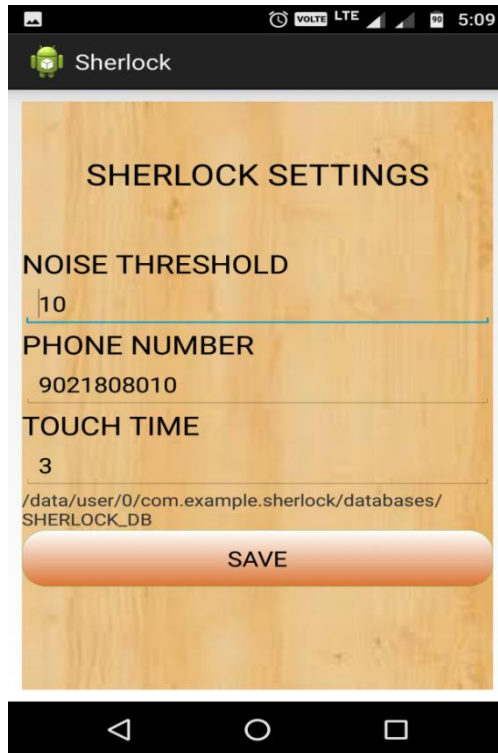 VOLTE LTE 90 5:09
Sherlock
SHERLOCK SETTINGS
NOISE THRESHOLD
10
PHONE NUMBER
9021808010
TOUCH TIME
3
/data/user/0/com.example.sherlock/databases/
SHERLOCK_DB
SAVE